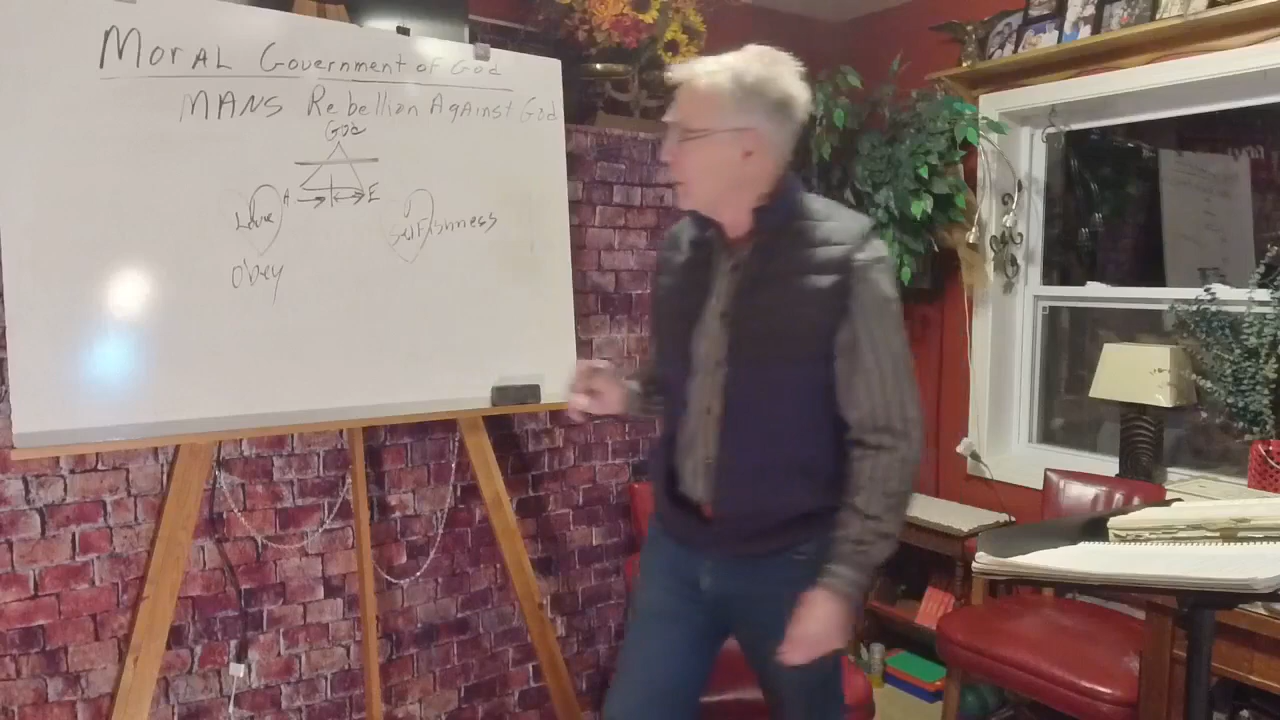 Moral Government of God
MANS Rebellion Against God
God
A E
Love
Selfishness
obey